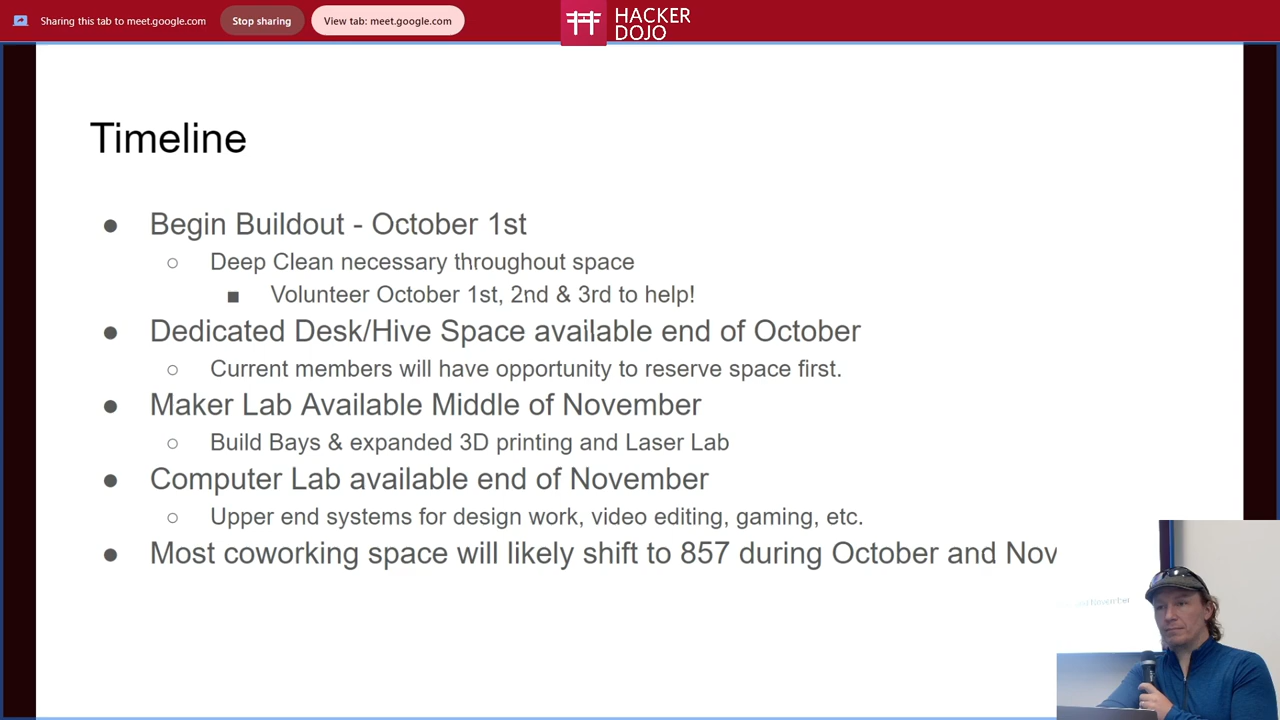 Sharing this tab to meet.google.com
Stop sharing
View tab: meet.google.com
HACKER
DOJO
Timeline
Begin Buildout - October 1st
Deep Clean necessary throughout space
Volunteer October 1st, 2nd & 3rd to help!
Dedicated Desk/Hive Space available end of October
Current members will have opportunity to reserve space first.
Maker Lab Available Middle of November
Build Bays & expanded 3D printing and Laser Lab
Computer Lab available end of November
Upper end systems for design work, video editing, gaming, etc.
Most coworking space will likely shift to 857 during October and Nov
and November